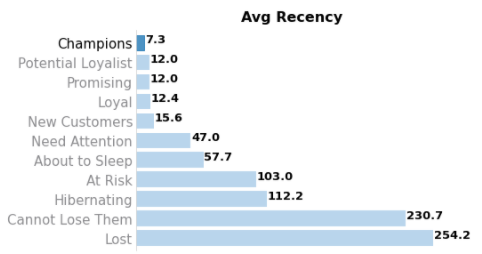 Avg Recency
Champions 7.3
Potential Loyalist 12.0
Promising 12.0
Loyal 12.4
New Customers 15.6
Need Attention 47.0
About to Sleep 57.7
At Risk 103.0
Hibernating 112.2
Cannot Lose Them 230.7
Lost 254.2